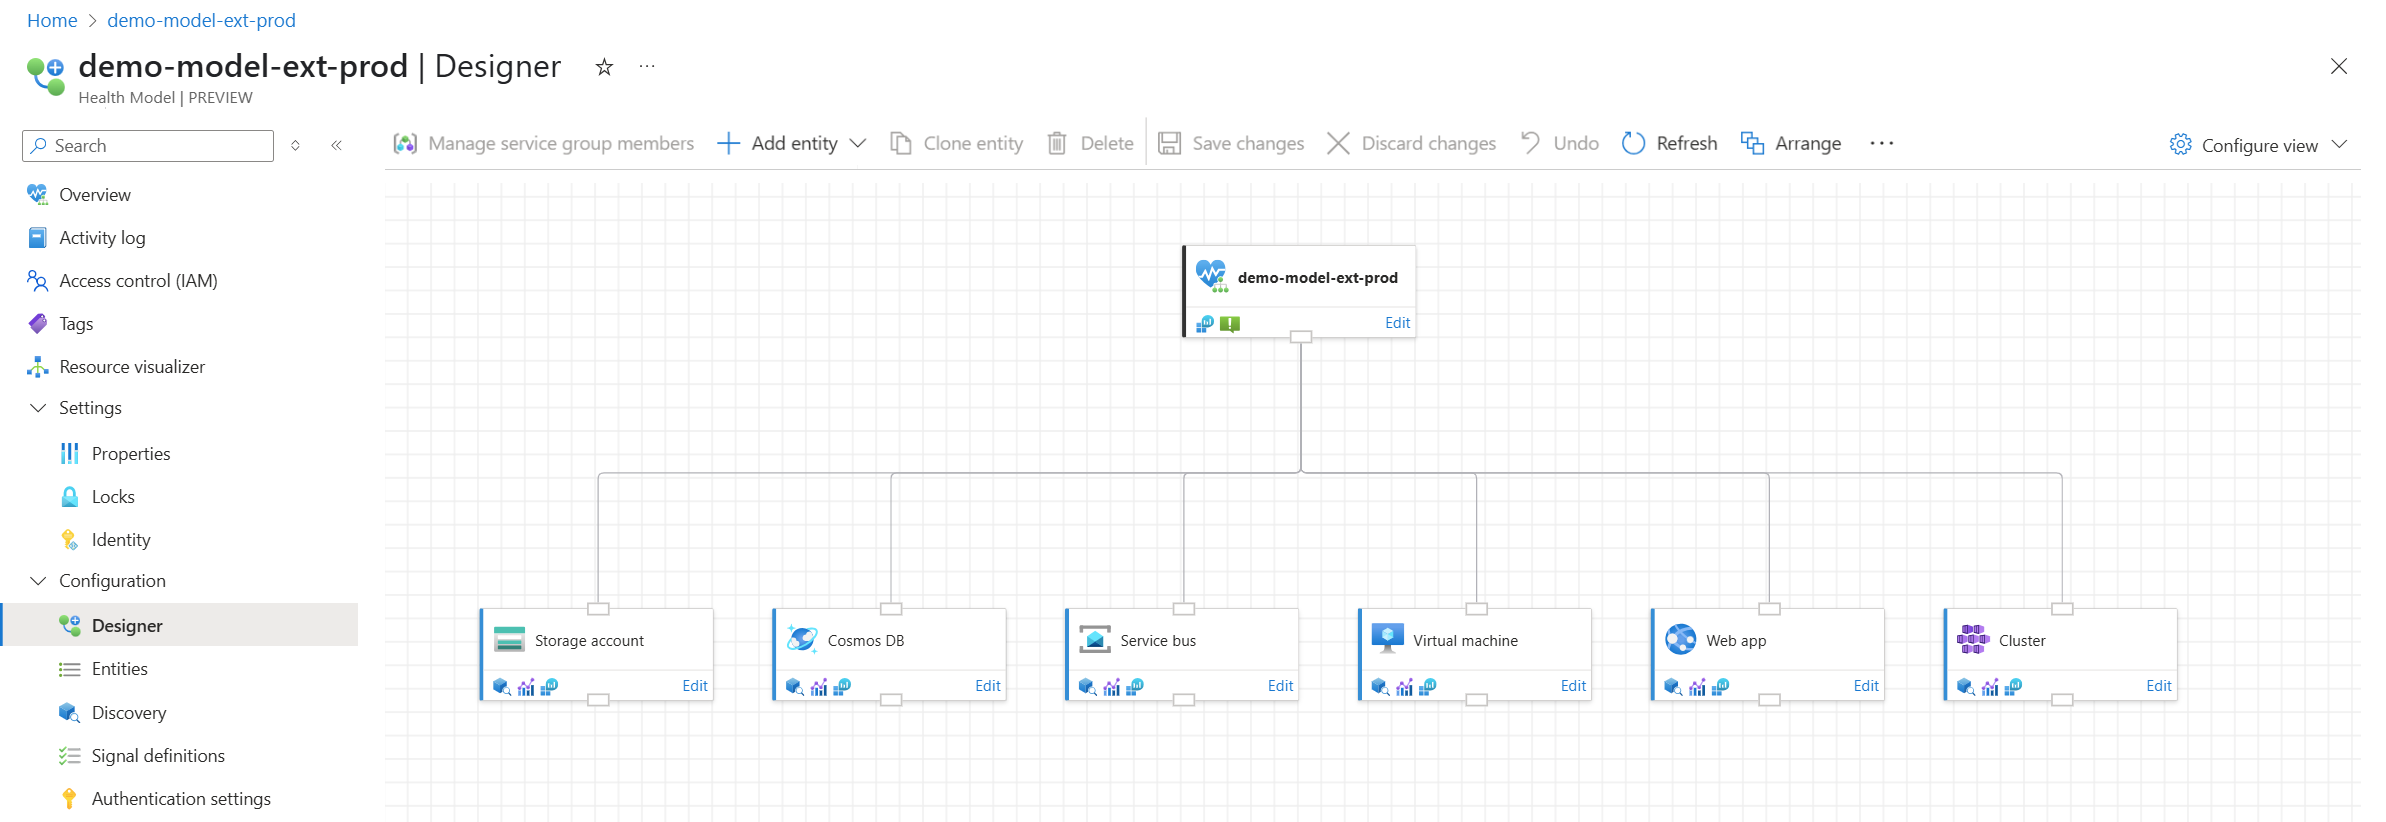 Home > demo-model-ext-prod
demo-model-ext-prod | Designer
Health Model | PREVIEW
Search
Manage service group members Add entity Clone entity Delete Save changes Discard changes Undo Refresh Arrange Configure view
Overview
Activity log
Access control (IAM)
Tags
Resource visualizer
Settings
Properties
Locks
Identity
Configuration
Designer
Entities
Discovery
Signal definitions
Authentication settings
demo-model-ext-prod
Edit
Storage account
Edit
Cosmos DB
Edit
Service bus
Edit
Virtual machine
Edit
Web app
Edit
Cluster
Edit